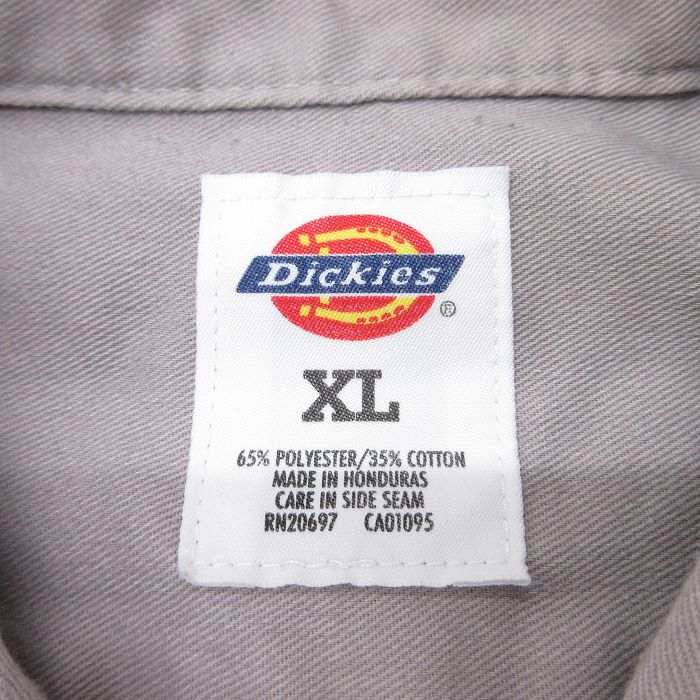 Dickies®
XL
65% POLYESTER/35% COTTON
MADE IN HONDURAS
CARE IN SIDE SEAM
RN20697 CA01095